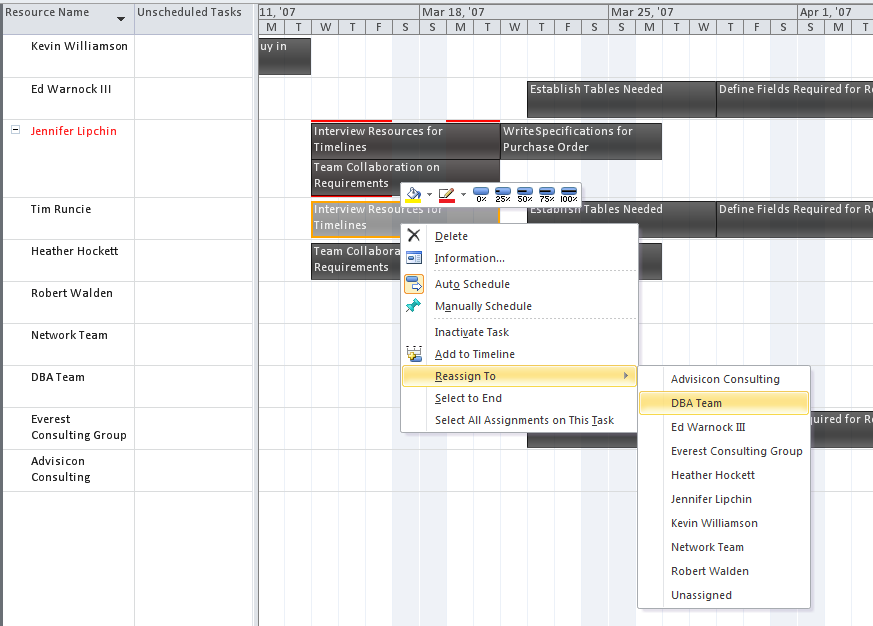 Resource Name Unscheduled Tasks 11, '07 Mar 18, '07 Mar 25, '07 Apr 1, '07
M T W T F S S M T W T F S S M T W T F S S M T
Kevin Williamson uy in
Ed Warnock III Establish Tables Needed Define Fields Required for R
Jennifer Lipchin Interview Resources for Write Specifications for
Timelines Purchase Order
Team Collaboration on
Requirements
0% 25% 50% 75% 100%
Tim Runcie Interview Resources for Establish Tables Needed Define Fields Required for R
Timelines
Heather Hockett Team Collabora
Requirements
Robert Walden
Network Team
DBA Team
Everest uired for R
Consulting Group
Advisicon
Consulting
Delete
Information...
Auto Schedule
Manually Schedule
Inactivate Task
Add to Timeline
Reassign To
Select to End
Select All Assignments on This Task
Advisicon Consulting
DBA Team
Ed Warnock III
Everest Consulting Group
Heather Hockett
Jennifer Lipchin
Kevin Williamson
Network Team
Robert Walden
Unassigned